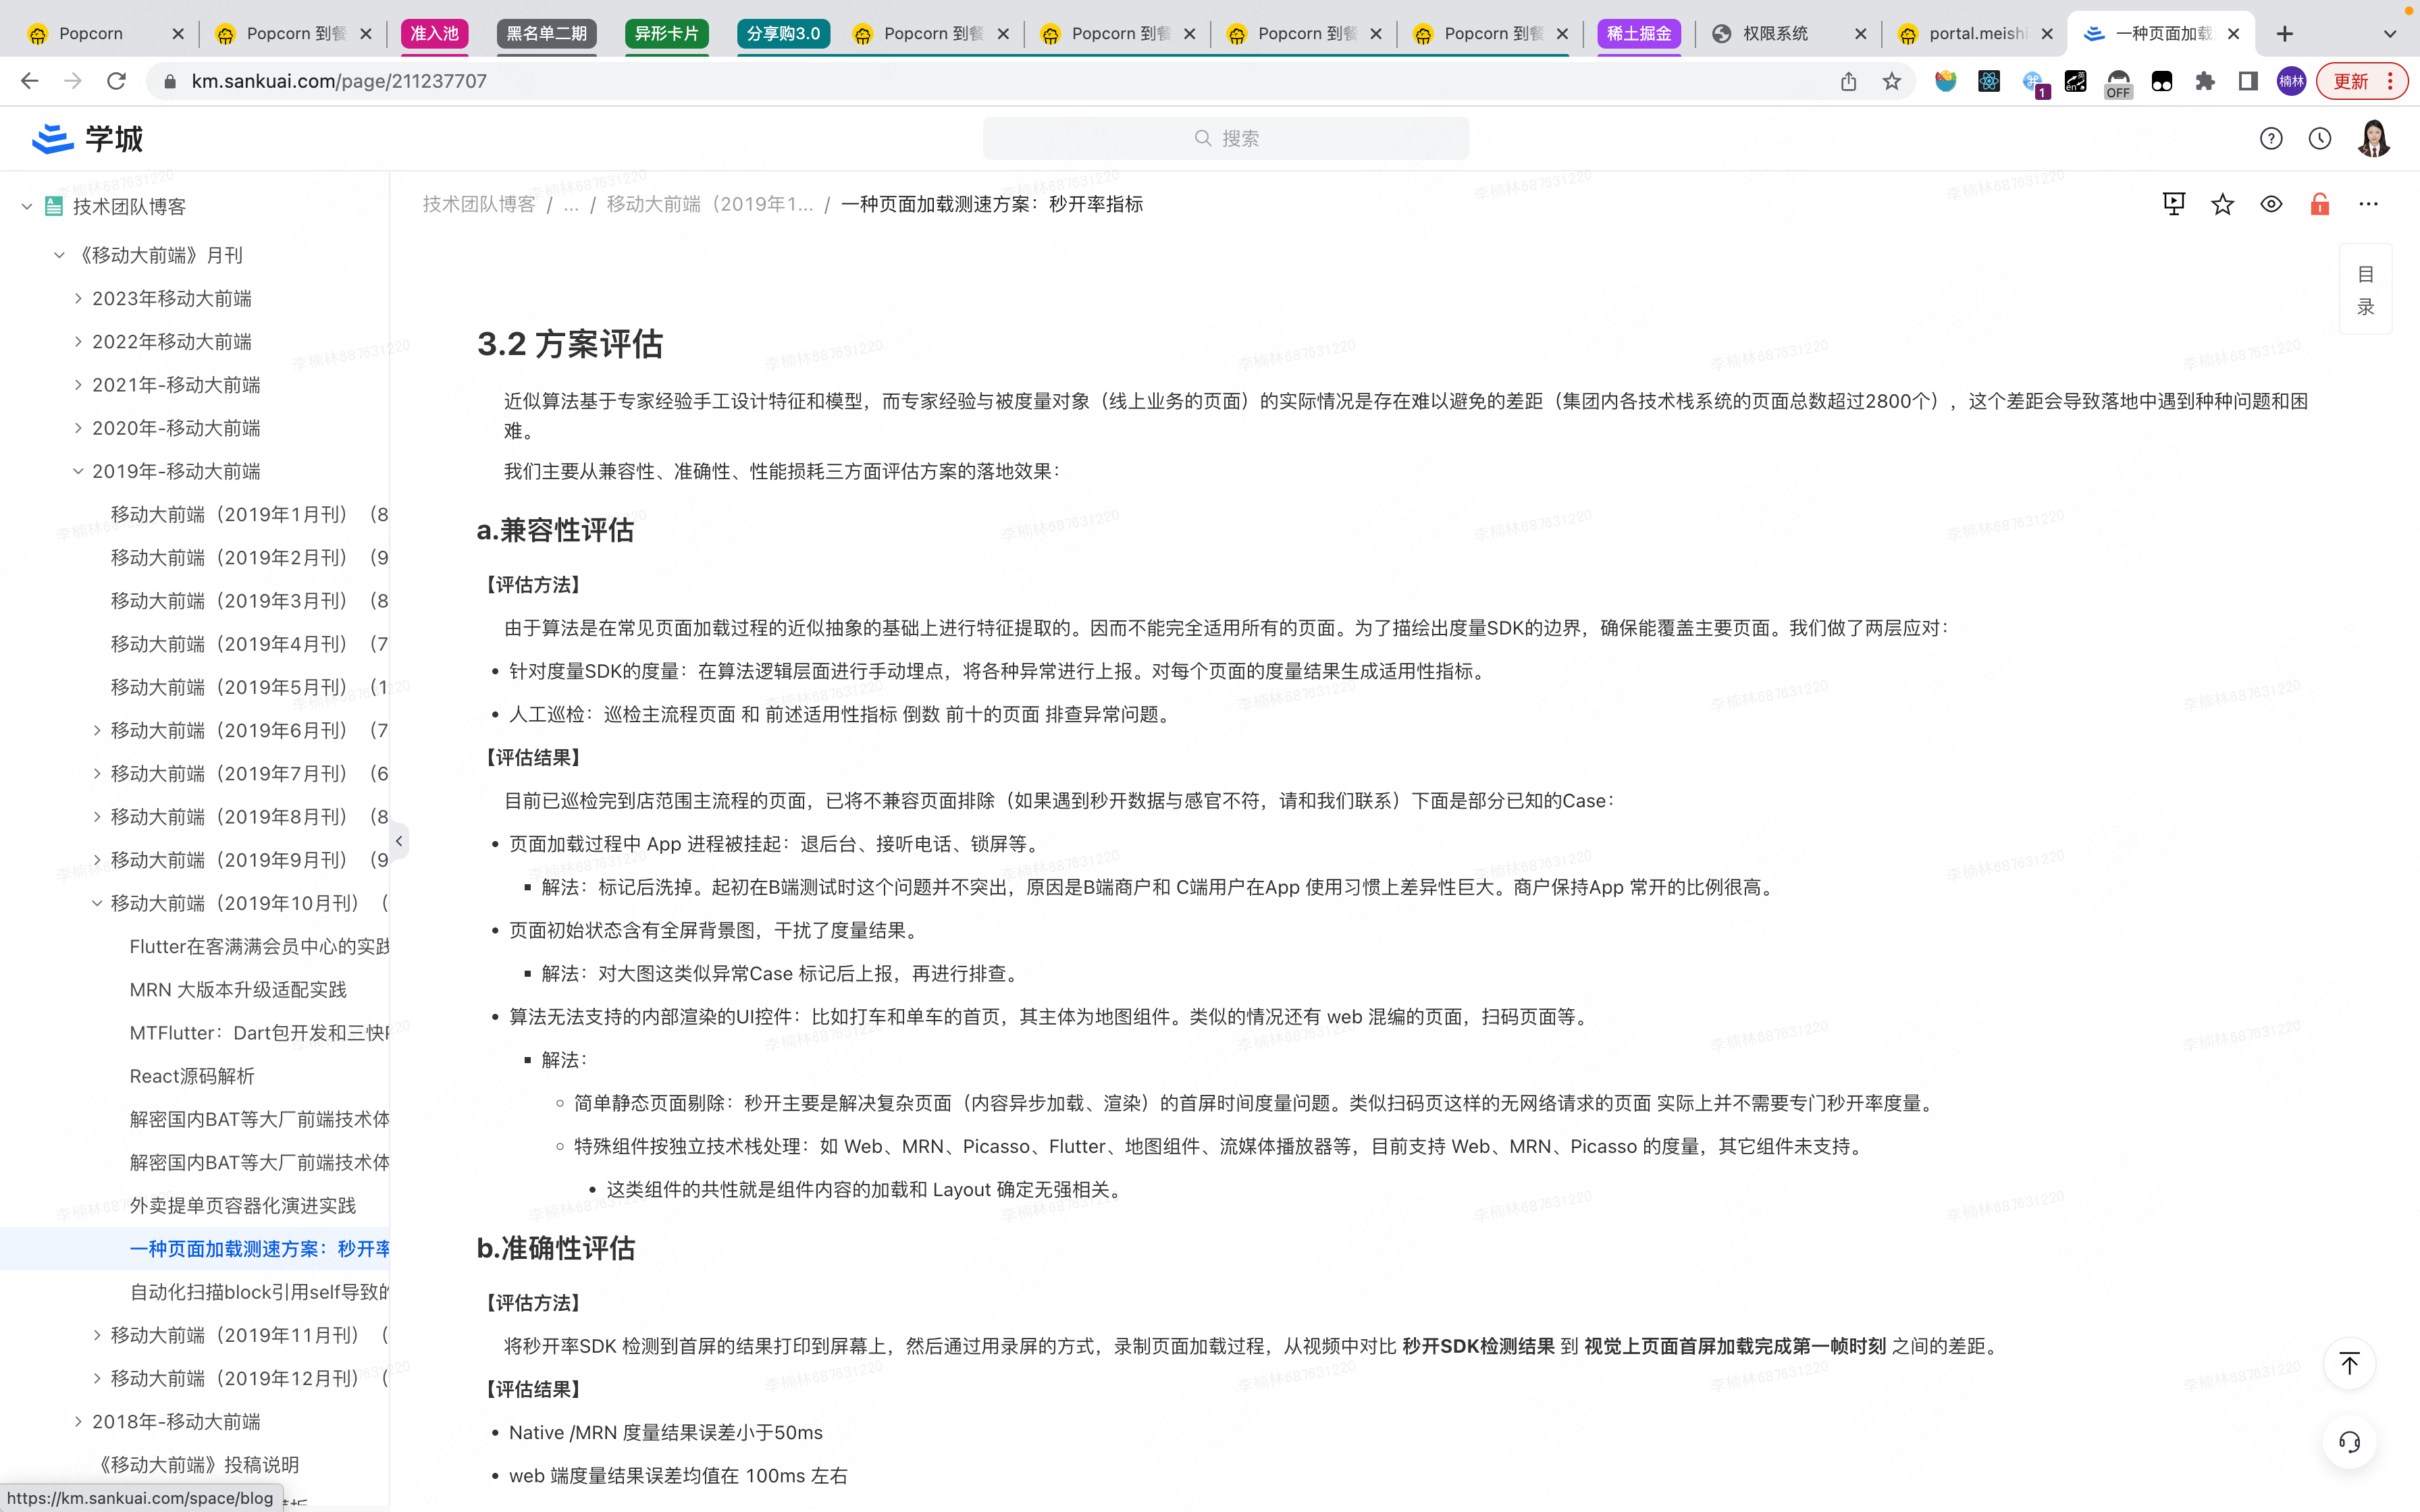 Popcorn
Popcorn 到餐
准入池
黑名单二期
异形卡片
分享购3.0
Popcorn 到餐
Popcorn 到餐
Popcorn 到餐
Popcorn 到餐
稀土掘金
权限系统
portal.meishi
一种页面加载
km.sankuai.com/page/211237707
1
en
英
OFF
楠林
更新
学城
搜索
技术团队博客
《移动大前端》月刊
2023年移动大前端
2022年移动大前端
2021年-移动大前端
2020年-移动大前端
2019年-移动大前端
移动大前端（2019年1月刊）（8
移动大前端（2019年2月刊）（9
移动大前端（2019年3月刊）（8
移动大前端（2019年4月刊）（7
移动大前端（2019年5月刊）（1
移动大前端（2019年6月刊）（7
移动大前端（2019年7月刊）（6
移动大前端（2019年8月刊）（8
移动大前端（2019年9月刊）（9
移动大前端（2019年10月刊）（
Flutter在客满满会员中心的实践
MRN 大版本升级适配实践
MTFlutter：Dart包开发和三快
React源码解析
解密国内BAT等大厂前端技术体
解密国内BAT等大厂前端技术体
外卖提单页容器化演进实践
一种页面加载测速方案：秒开率
自动化扫描block引用self导致的
移动大前端（2019年11月刊）（
移动大前端（2019年12月刊）（
2018年-移动大前端
《移动大前端》投稿说明
https://km.sankuai.com/space/blog
技术团队博客 / ... / 移动大前端（2019年1... / 一种页面加载测速方案：秒开率指标
目
录
3.2 方案评估
近似算法基于专家经验手工设计特征和模型，而专家经验与被度量对象（线上业务的页面）的实际情况是存在难以避免的差距（集团内各技术栈系统的页面总数超过2800个），这个差距会导致落地中遇到种种问题和困
难。
我们主要从兼容性、准确性、性能损耗三方面评估方案的落地效果：
a.兼容性评估
【评估方法】
由于算法是在常见页面加载过程的近似抽象的基础上进行特征提取的。因而不能完全适用所有的页面。为了描绘出度量SDK的边界，确保能覆盖主要页面。我们做了两层应对：
• 针对度量SDK的度量：在算法逻辑层面进行手动埋点，将各种异常进行上报。对每个页面的度量结果生成适用性指标。
• 人工巡检：巡检主流程页面 和 前述适用性指标 倒数 前十的页面 排查异常问题。
【评估结果】
目前已巡检完到店范围主流程的页面，已将不兼容页面排除（如果遇到秒开数据与感官不符，请和我们联系）下面是部分已知的Case：
• 页面加载过程中 App 进程被挂起：退后台、接听电话、锁屏等。
▪ 解法：标记后洗掉。起初在B端测试时这个问题并不突出，原因是B端商户和 C端用户在App 使用习惯上差异性巨大。商户保持App 常开的比例很高。
• 页面初始状态含有全屏背景图，干扰了度量结果。
▪ 解法：对大图这类似异常Case 标记后上报，再进行排查。
• 算法无法支持的内部渲染的UI控件：比如打车和单车的首页，其主体为地图组件。类似的情况还有 web 混编的页面，扫码页面等。
▪ 解法：
◦ 简单静态页面剔除：秒开主要是解决复杂页面（内容异步加载、渲染）的首屏时间度量问题。类似扫码页这样的无网络请求的页面 实际上并不需要专门秒开率度量。
◦ 特殊组件按独立技术栈处理：如 Web、MRN、Picasso、Flutter、地图组件、流媒体播放器等，目前支持 Web、MRN、Picasso 的度量，其它组件未支持。
• 这类组件的共性就是组件内容的加载和 Layout 确定无强相关。
b.准确性评估
【评估方法】
将秒开率SDK 检测到首屏的结果打印到屏幕上，然后通过用录屏的方式，录制页面加载过程，从视频中对比 秒开SDK检测结果 到 视觉上页面首屏加载完成第一帧时刻 之间的差距。
【评估结果】
• Native /MRN 度量结果误差小于50ms
• web 端度量结果误差均值在 100ms 左右
李楠林687631220